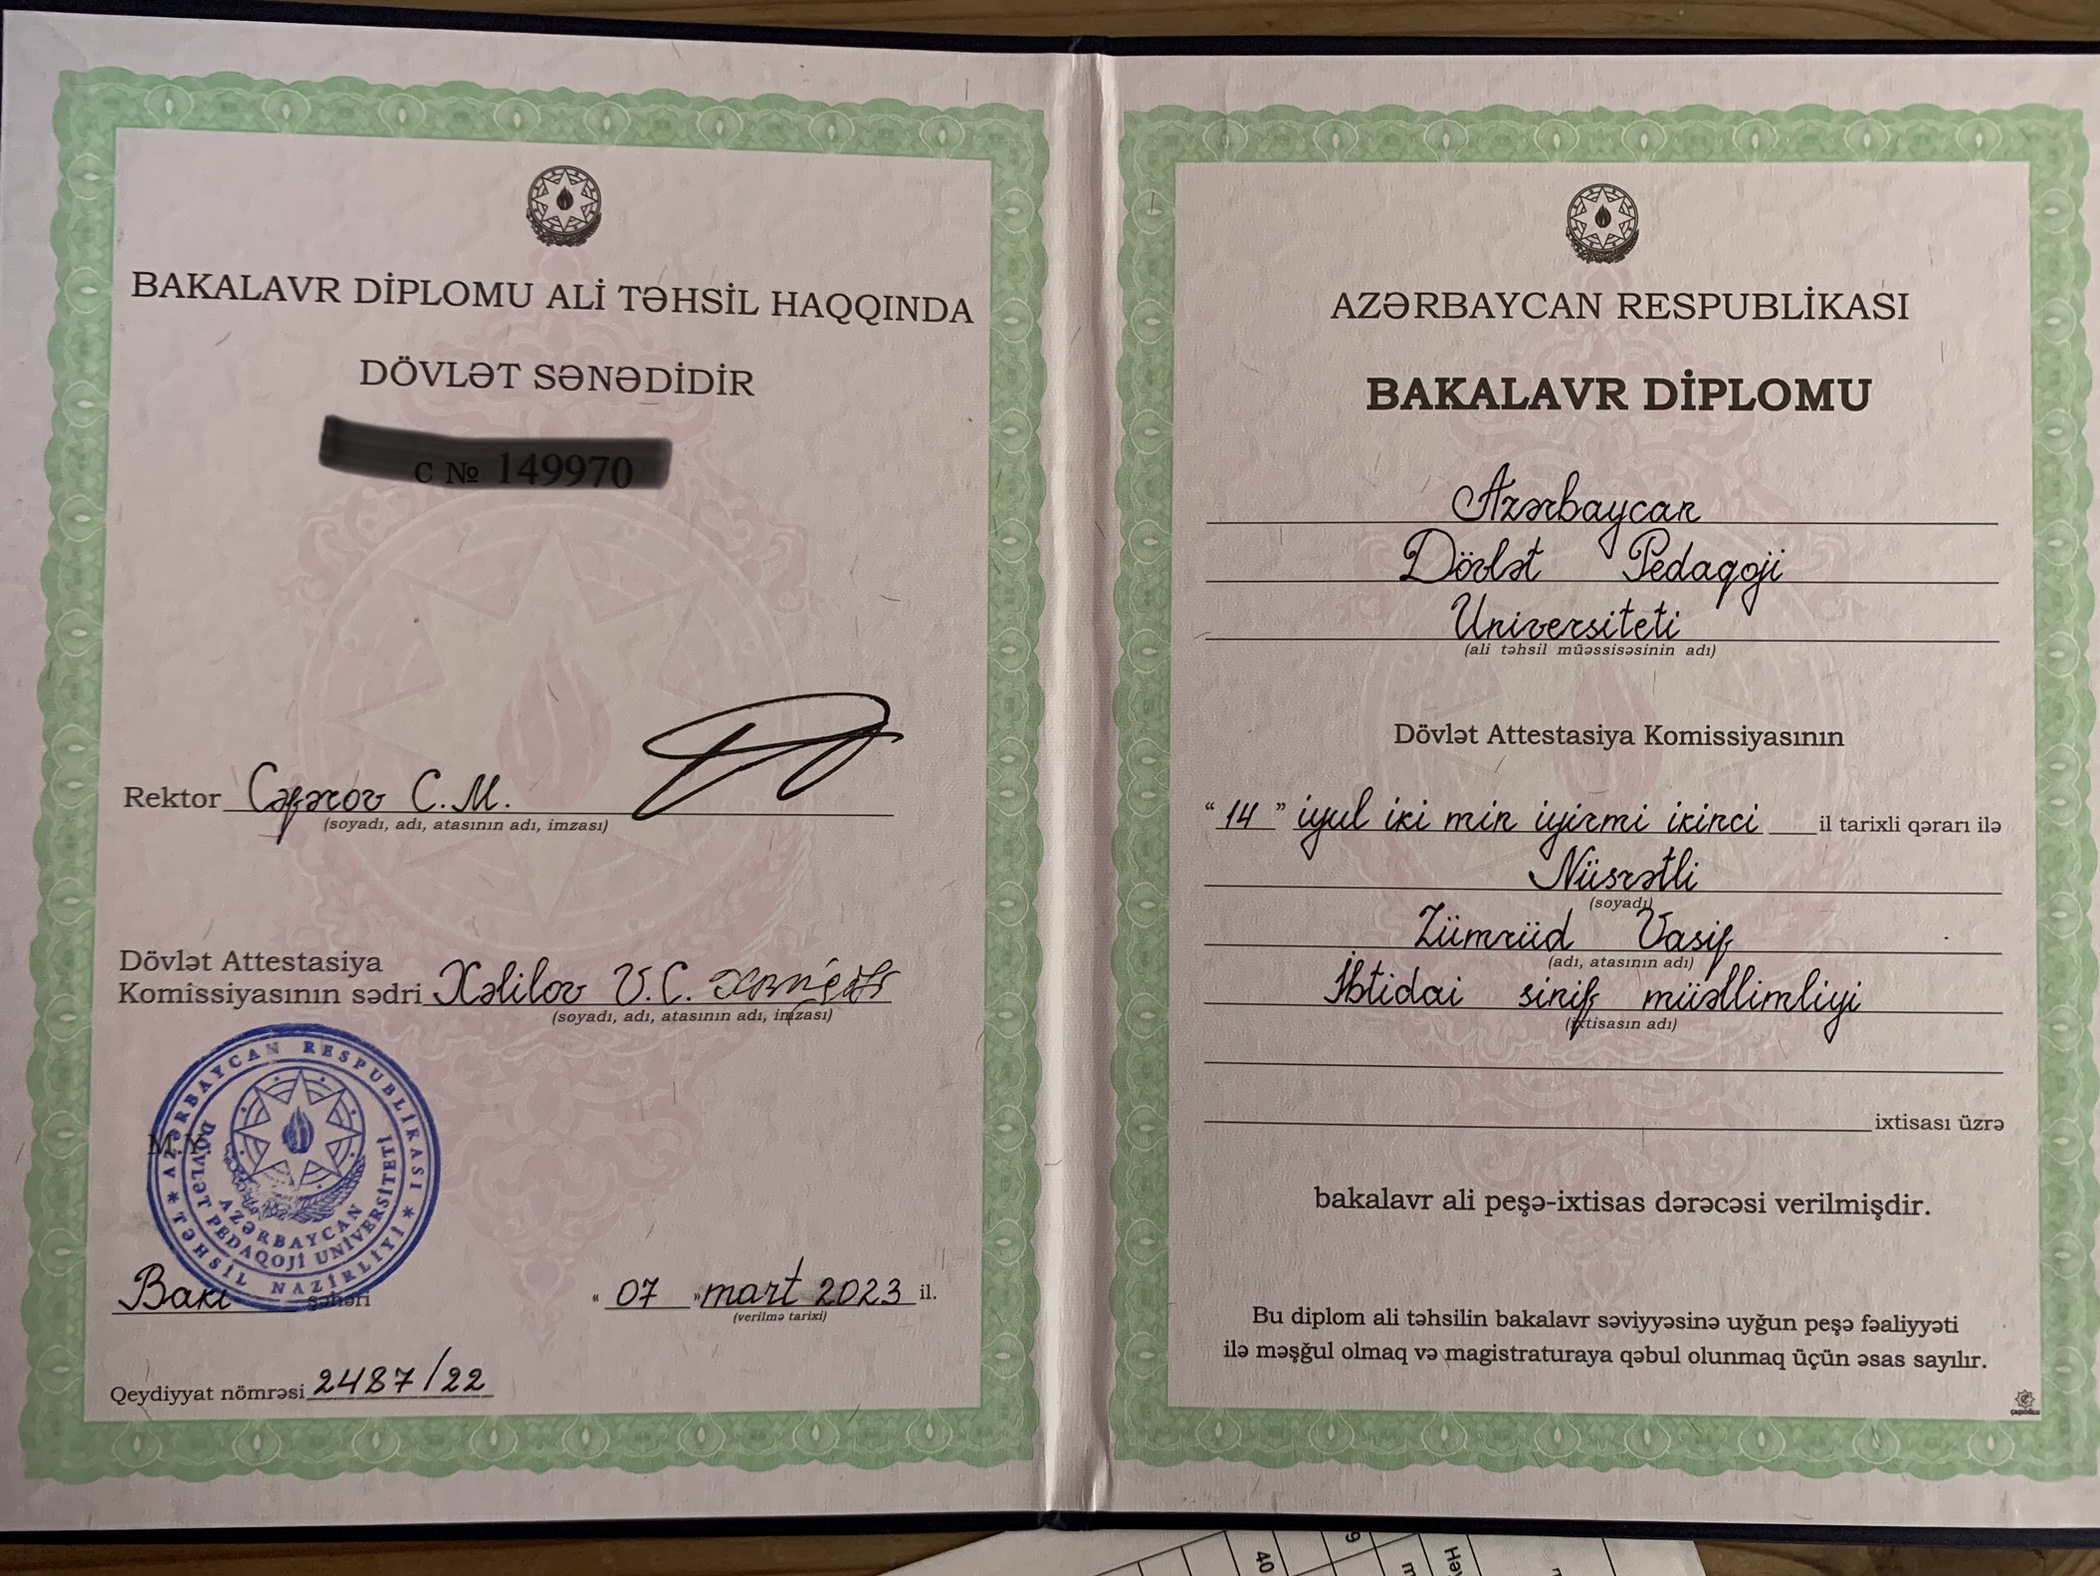 BAKALAVR DİPLOMU ALİ TƏHSİL HAQQINDA
DÖVLƏT SƏNƏDİDİR
C № 149970
Rektor Cəfərov C.M.
(soyadı, adı, atasının adı, imzası)
Dövlət Attestasiya
Komissiyasının sədri Xəlilov V.C.
(soyadı, adı, atasının adı, imzası)
M.Y.
AZƏRBAYCAN RESPUBLİKASI * TƏHSİL NAZİRLİYİ *
AZƏRBAYCAN DÖVLƏT PEDAQOJİ UNİVERSİTETİ
Bakı şəhəri
« 07 » mart 2023 il.
(verilmə tarixi)
Qeydiyyat nömrəsi 2487/22
AZƏRBAYCAN RESPUBLİKASI
BAKALAVR DİPLOMU
Azərbaycan
Dövlət Pedaqoji
Universiteti
(ali təhsil müəssisəsinin adı)
Dövlət Attestasiya Komissiyasının
“ 14 ” iyul iki min iyirmi ikinci il tarixli qərarı ilə
Nüsrətli
(soyadı)
Zümrüd Vasif
(adı, atasının adı)
İbtidai sinif müəllimliyi
(ixtisasın adı)
ixtisası üzrə
bakalavr ali peşə-ixtisas dərəcəsi verilmişdir.
Bu diplom ali təhsilin bakalavr səviyyəsinə uyğun peşə fəaliyyəti
ilə məşğul olmaq və magistraturaya qəbul olunmaq üçün əsas sayılır.
40